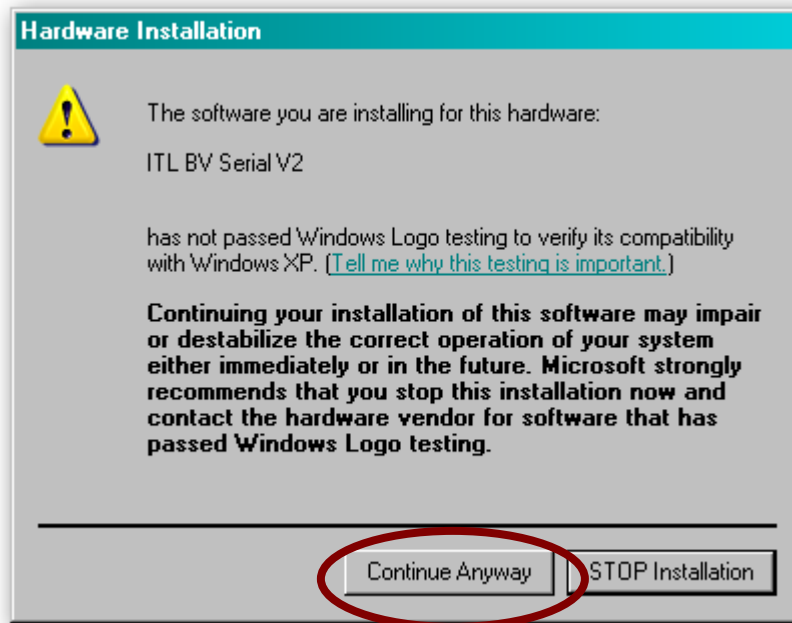 Hardware Installation
The software you are installing for this hardware:
ITL BV Serial V2
has not passed Windows Logo testing to verify its compatibility
with Windows XP. (Tell me why this testing is important.)
Continuing your installation of this software may impair
or destabilize the correct operation of your system
either immediately or in the future. Microsoft strongly
recommends that you stop this installation now and
contact the hardware vendor for software that has
passed Windows Logo testing.
Continue Anyway STOP Installation